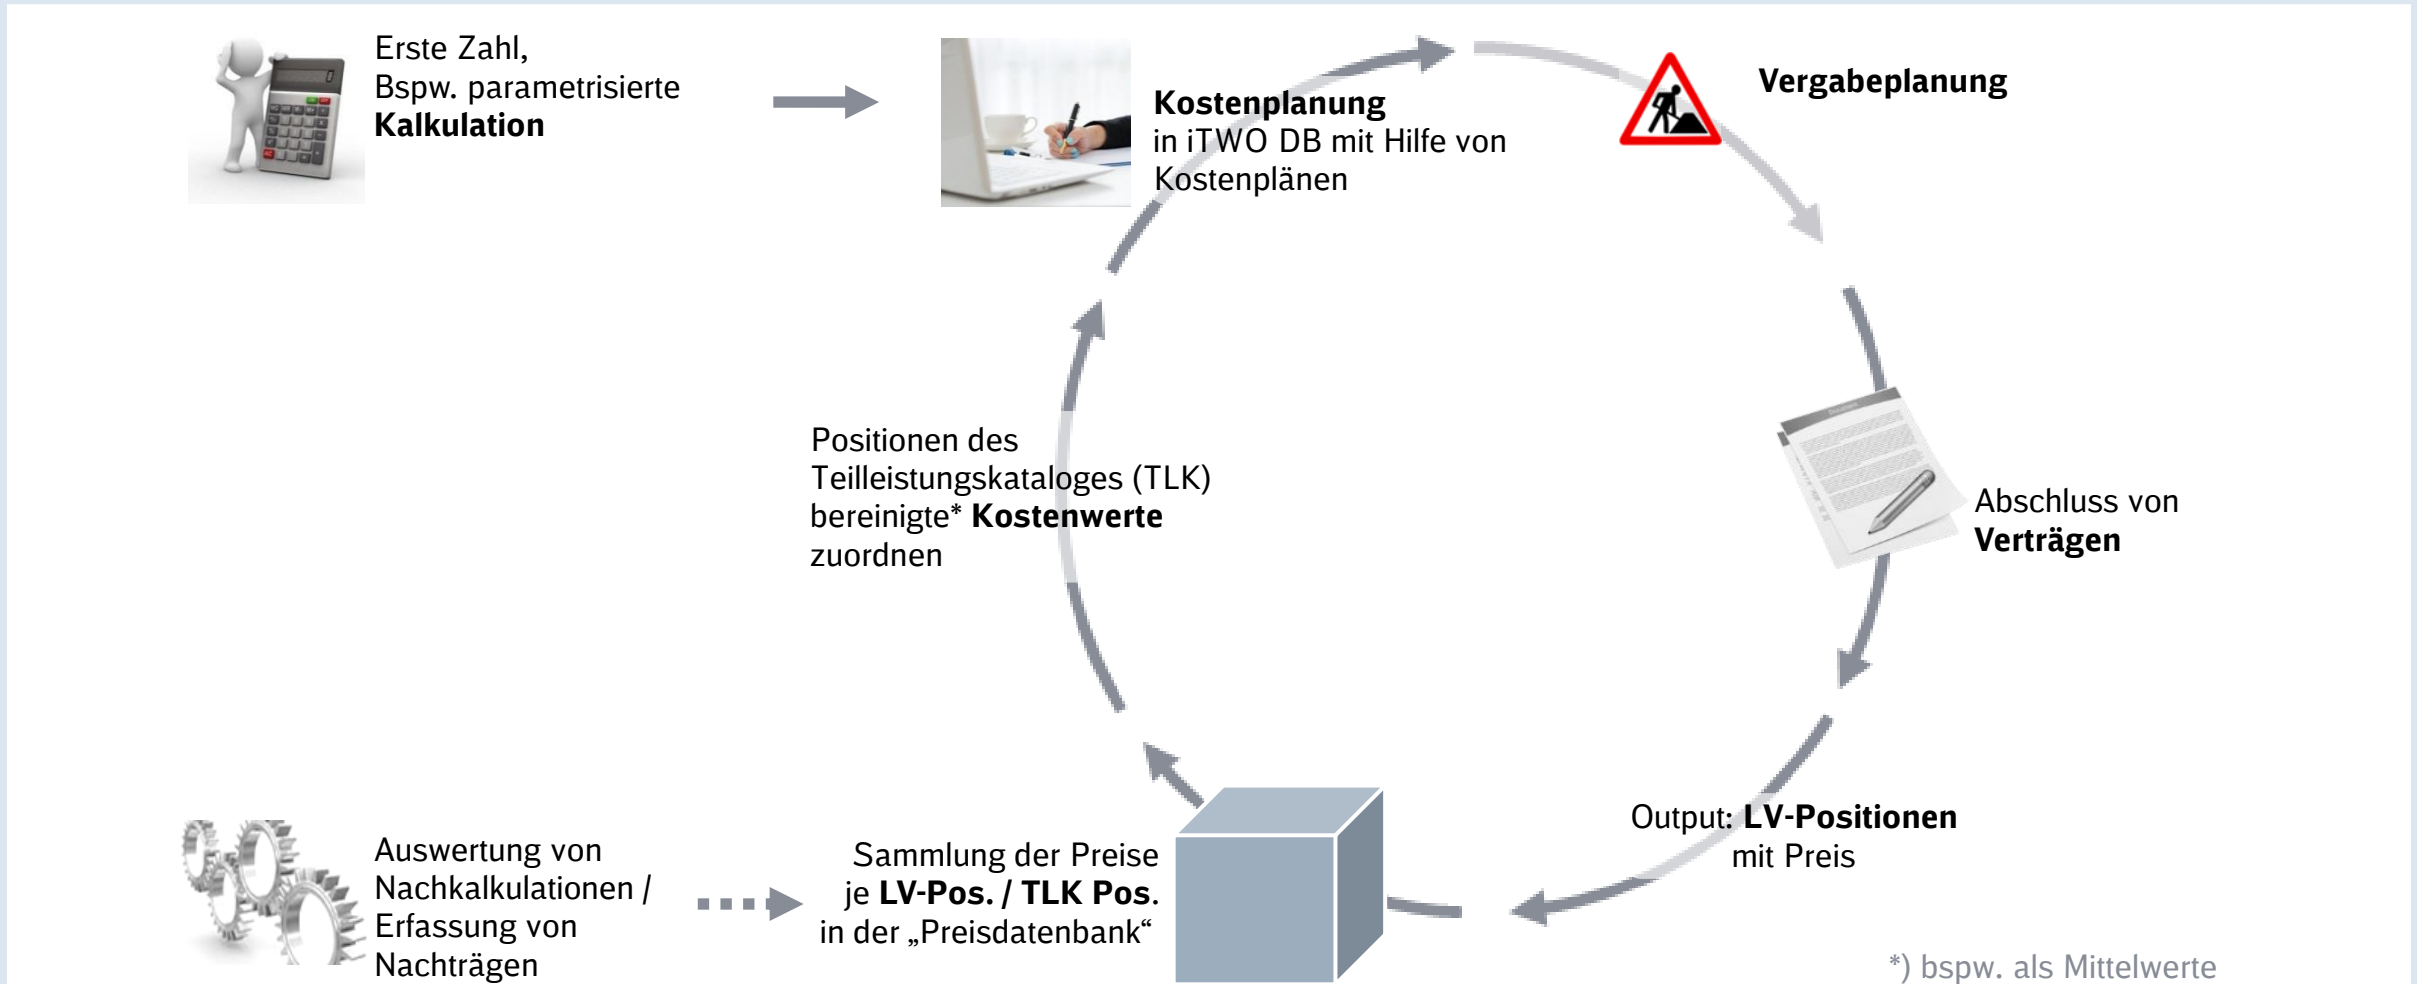 Erste Zahl,
Bspw. parametrisierte
Kalkulation
Kostenplanung
in iTWO DB mit Hilfe von
Kostenplänen
Vergabeplanung
Abschluss von
Verträgen
Output: LV-Positionen
mit Preis
Sammlung der Preise
je LV-Pos. / TLK Pos.
in der „Preisdatenbank“
Positionen des
Teilleistungskataloges (TLK)
bereinigte* Kostenwerte
zuordnen
Auswertung von
Nachkalkulationen /
Erfassung von
Nachträgen
*) bspw. als Mittelwerte